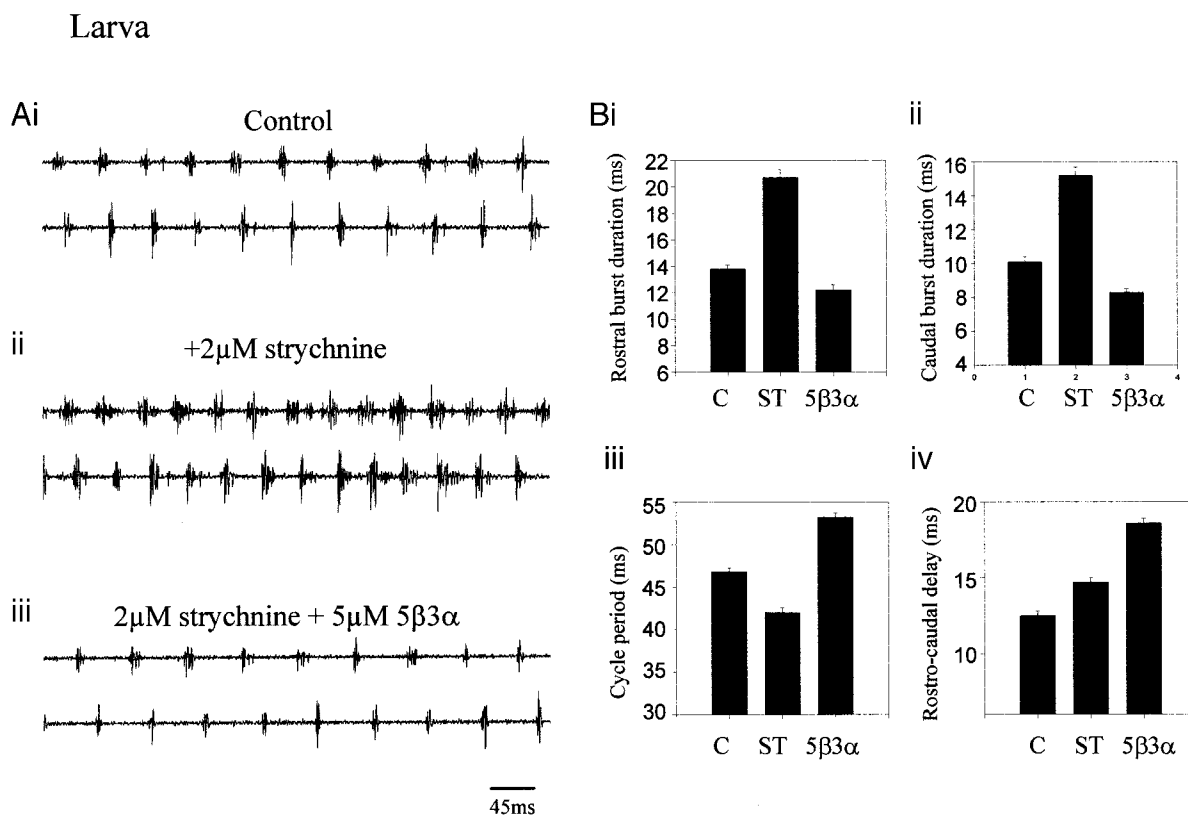 Larva
Ai
Control
ii
+2µM strychnine
iii
2µM strychnine + 5µM 5β3α
45ms
Bi
Rostral burst duration (ms)
22
20
18
16
14
12
10
8
6
C ST 5β3α
ii
Caudal burst duration (ms)
16
14
12
10
8
6
4
0 1 2 3 4
C ST 5β3α
iii
Cycle period (ms)
55
50
45
40
35
30
C ST 5β3α
iv
Rostro-caudal delay (ms)
20
15
10
C ST 5β3α